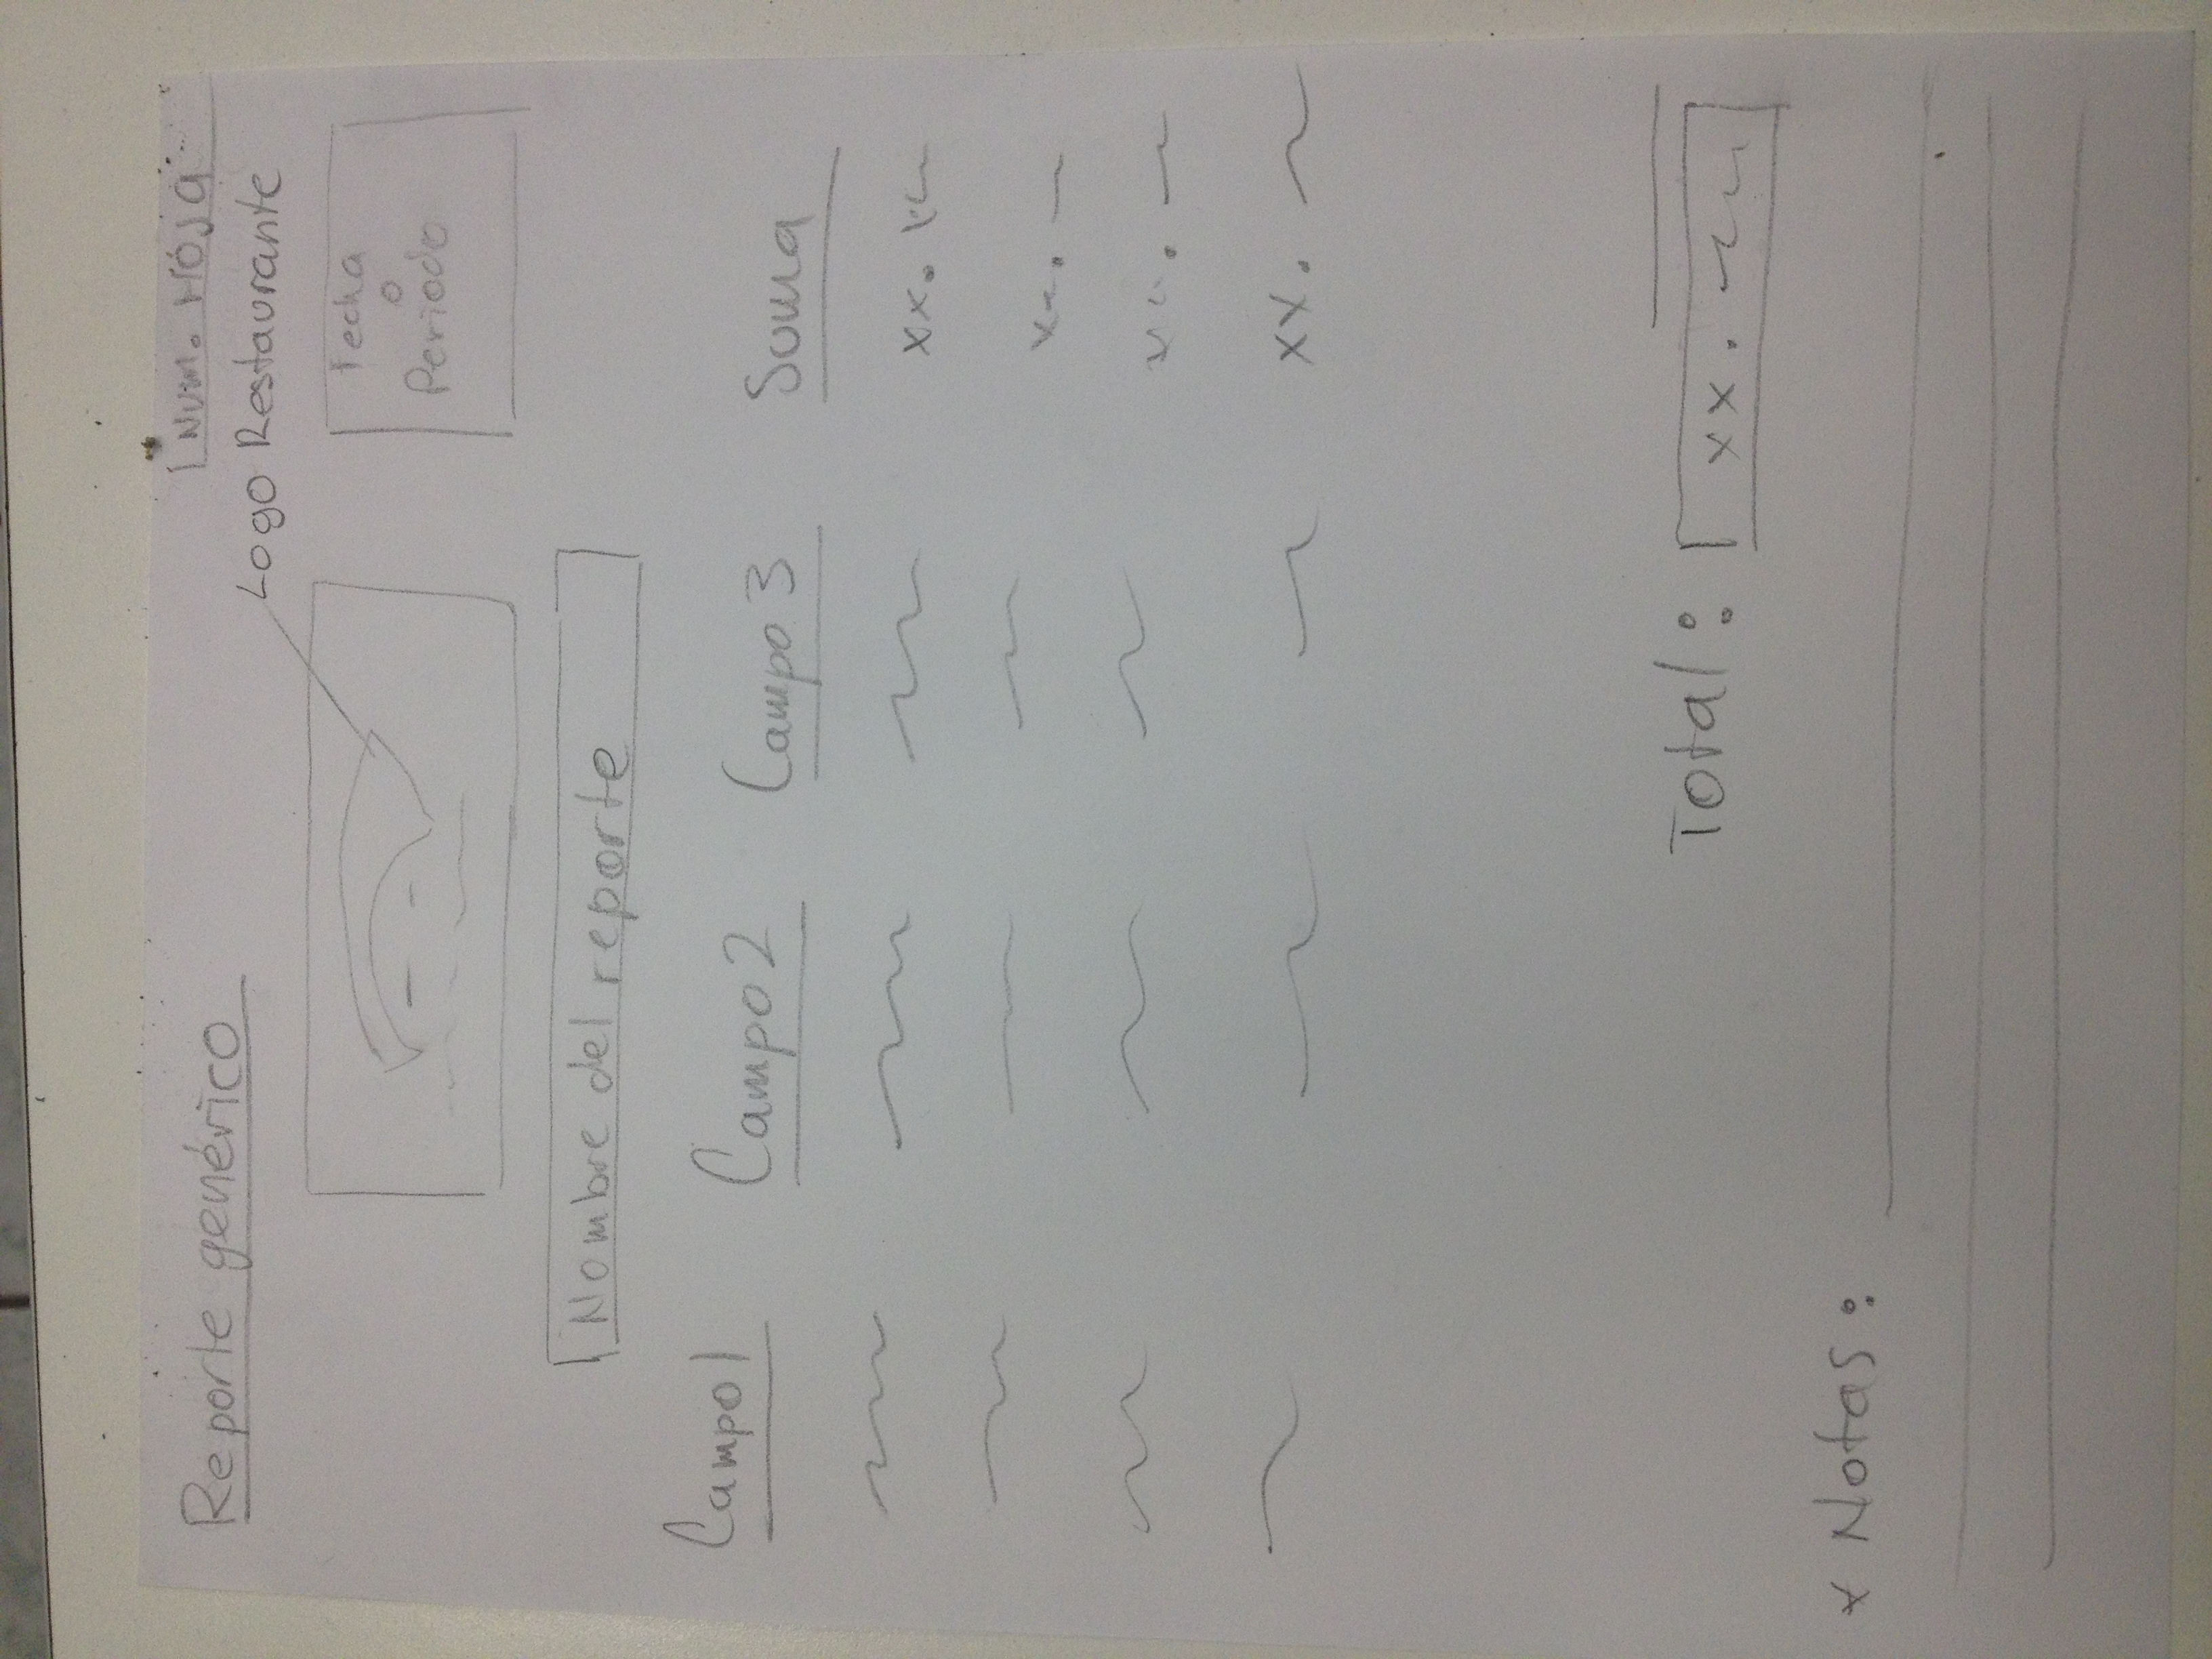 Num. Hoja
Reporte genérico
Logo Restaurante
Fecha
o
Periodo
Nombre del reporte
Campo1 Campo2 Campo3 Suma
xx.
xx.
xx.
xx.
Total: xx.
* Notas: